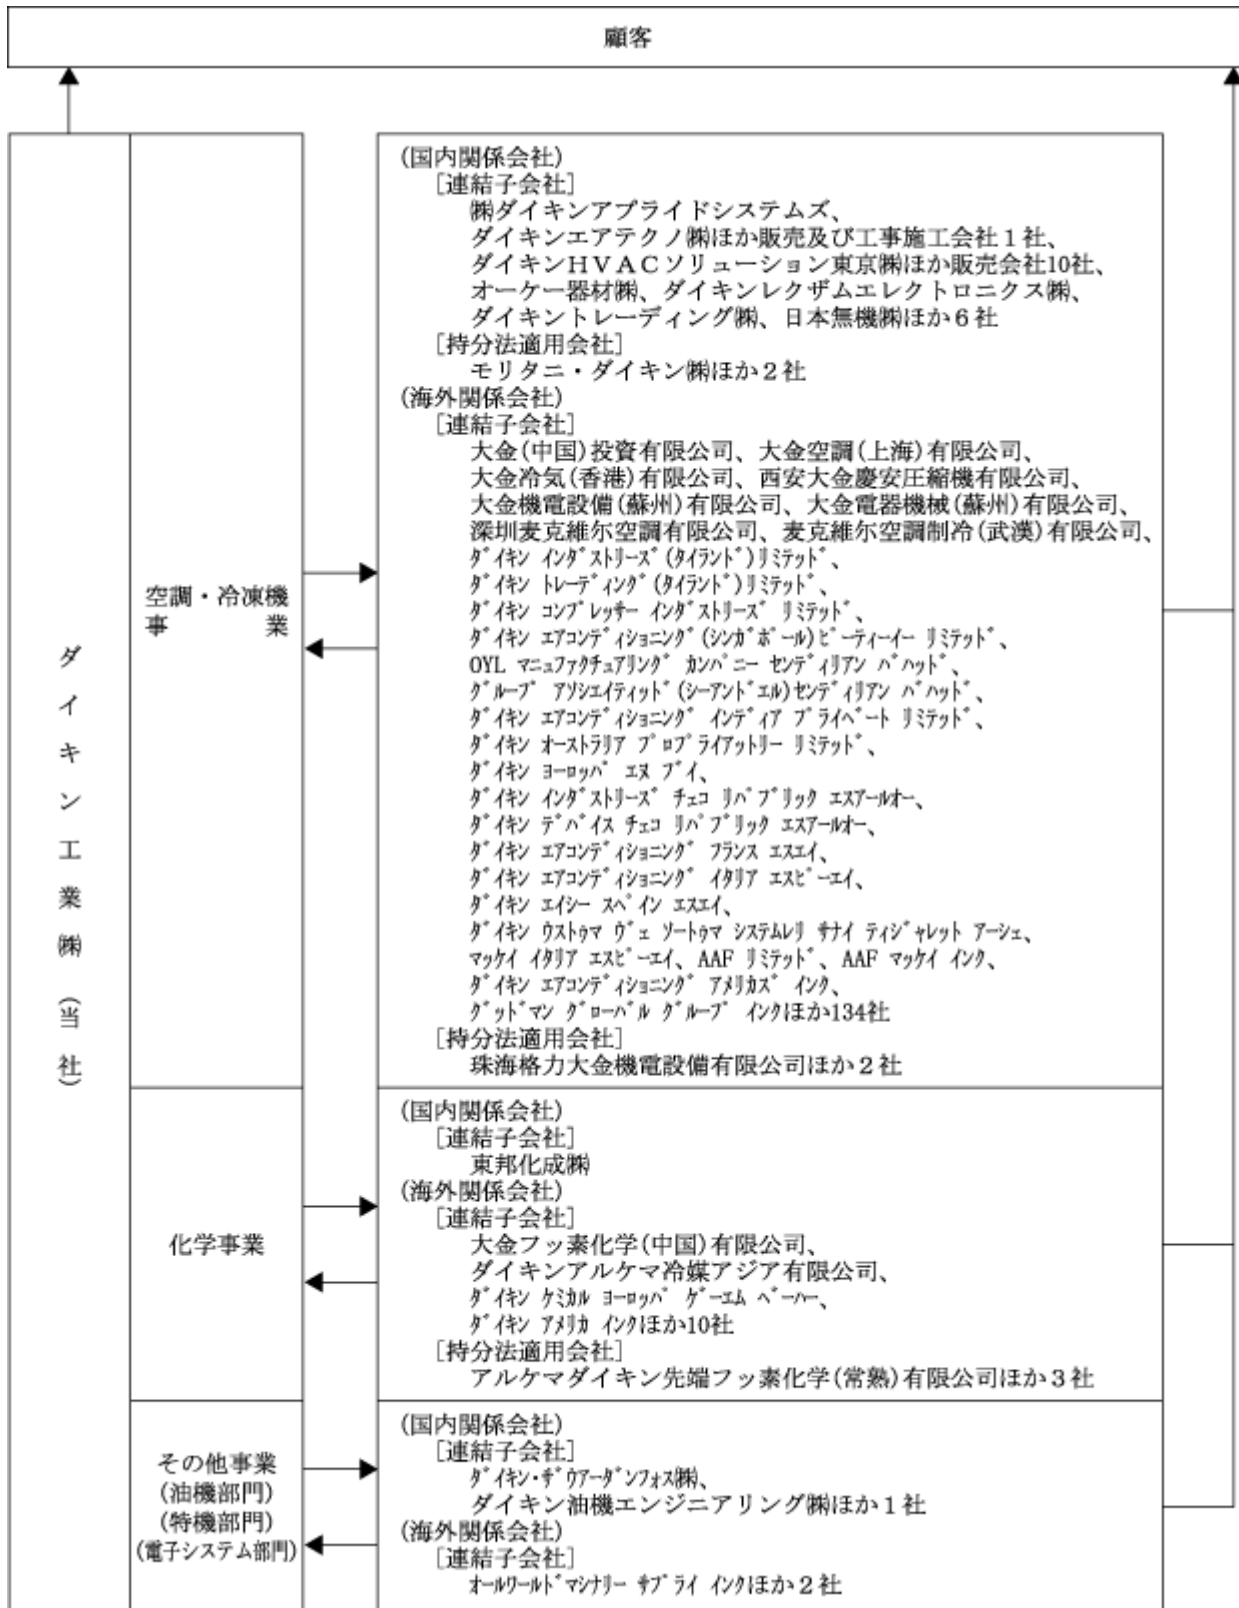 顧客
ダイキン工業㈱（当社）
空調・冷凍機
事業
(国内関係会社)
[連結子会社]
㈱ダイキンアプライドシステムズ、
ダイキンエアテクノ㈱ほか販売及び工事施工会社１社、
ダイキンＨＶＡＣソリューション東京㈱ほか販売会社10社、
オーケー器材㈱、ダイキンレクザムエレクトロニクス㈱、
ダイキントレーディング㈱、日本無機㈱ほか６社
[持分法適用会社]
モリタニ・ダイキン㈱ほか２社
(海外関係会社)
[連結子会社]
大金(中国)投資有限公司、大金空調(上海)有限公司、
大金冷気(香港)有限公司、西安大金慶安圧縮機有限公司、
大金機電設備(蘇州)有限公司、大金電器機械(蘇州)有限公司、
深圳麦克維尔空調有限公司、麦克維尔空調制冷(武漢)有限公司、
ﾀﾞｲｷﾝ ｲﾝﾀﾞｽﾄﾘｰｽﾞ(ﾀｲﾗﾝﾄﾞ)ﾘﾐﾃｯﾄﾞ、
ﾀﾞｲｷﾝ ﾄﾚｰﾃﾞｨﾝｸﾞ(ﾀｲﾗﾝﾄﾞ)ﾘﾐﾃｯﾄﾞ、
ﾀﾞｲｷﾝ ｺﾝﾌﾟﾚｯｻｰ ｲﾝﾀﾞｽﾄﾘｰｽﾞ ﾘﾐﾃｯﾄﾞ、
ﾀﾞｲｷﾝ ｴｱｺﾝﾃﾞｨｼｮﾆﾝｸﾞ(ｼﾝｶﾞﾎﾟｰﾙ)ﾋﾟｰﾃｨｰｲｰ ﾘﾐﾃｯﾄﾞ、
OYL ﾏﾆｭﾌｧｸﾁｭｱﾘﾝｸﾞ ｶﾝﾊﾟﾆｰ ｾﾝﾃﾞｨﾘｱﾝ ﾊﾞﾊｯﾄﾞ、
ｸﾞﾙｰﾌﾟ ｱｿｼｴｲﾃｨｯﾄﾞ(ｼｰｱﾝﾄﾞｴﾙ)ｾﾝﾃﾞｨﾘｱﾝ ﾊﾞﾊｯﾄﾞ、
ﾀﾞｲｷﾝ ｴｱｺﾝﾃﾞｨｼｮﾆﾝｸﾞ ｲﾝﾃﾞｨｱ ﾌﾟﾗｲﾍﾞｰﾄ ﾘﾐﾃｯﾄﾞ、
ﾀﾞｲｷﾝ ｵｰｽﾄﾗﾘｱ ﾌﾟﾛﾌﾟﾗｲｱｯﾄﾘｰ ﾘﾐﾃｯﾄﾞ、
ﾀﾞｲｷﾝ ﾖｰﾛｯﾊﾟ ｴﾇ ﾌﾞｲ、
ﾀﾞｲｷﾝ ｲﾝﾀﾞｽﾄﾘｰｽﾞ ﾁｪｺ ﾘﾊﾟﾌﾞﾘｯｸ ｴｽｱｰﾙｵｰ、
ﾀﾞｲｷﾝ ﾃﾞﾊﾞｲｽ ﾁｪｺ ﾘﾊﾟﾌﾞﾘｯｸ ｴｽｱｰﾙｵｰ、
ﾀﾞｲｷﾝ ｴｱｺﾝﾃﾞｨｼｮﾆﾝｸﾞ ﾌﾗﾝｽ ｴｽｴｲ、
ﾀﾞｲｷﾝ ｴｱｺﾝﾃﾞｨｼｮﾆﾝｸﾞ ｲﾀﾘｱ ｴｽﾋﾟｰｴｲ、
ﾀﾞｲｷﾝ ｴｲｼｰ ｽﾍﾟｲﾝ ｴｽｴｲ、
ﾀﾞｲｷﾝ ｳｽﾄｩﾏ ｳﾞｪ ｿｰﾄｩﾏ ｼｽﾃﾑﾚﾘ ｻﾅｲ ﾃｨｼﾞｬﾚｯﾄ ｱｰｼｪ、
ﾏｯｹｲ ｲﾀﾘｱ ｴｽﾋﾟｰｴｲ、AAF ﾘﾐﾃｯﾄﾞ、AAF ﾏｯｹｲ ｲﾝｸ、
ﾀﾞｲｷﾝ ｴｱｺﾝﾃﾞｨｼｮﾆﾝｸﾞ ｱﾒﾘｶｽﾞ ｲﾝｸ、
ｸﾞｯﾄﾞﾏﾝ ｸﾞﾛｰﾊﾞﾙ ｸﾞﾙｰﾌﾟ ｲﾝｸほか134社
[持分法適用会社]
珠海格力大金機電設備有限公司ほか２社
化学事業
(国内関係会社)
[連結子会社]
東邦化成㈱
(海外関係会社)
[連結子会社]
大金フッ素化学(中国)有限公司、
ダイキンアルケマ冷媒アジア有限公司、
ﾀﾞｲｷﾝ ｹﾐｶﾙ ﾖｰﾛｯﾊﾟ ｹﾞｰｴﾑ ﾍﾞｰﾊｰ、
ﾀﾞｲｷﾝ ｱﾒﾘｶ ｲﾝｸほか10社
[持分法適用会社]
アルケマダイキン先端フッ素化学(常熟)有限公司ほか３社
その他事業
(油機部門)
(特機部門)
(電子システム部門)
(国内関係会社)
[連結子会社]
ﾀﾞｲｷﾝ･ｻﾞｳｱｰﾀﾞﾝﾌｫｽ㈱、
ダイキン油機エンジニアリング㈱ほか１社
(海外関係会社)
[連結子会社]
ｵｰﾙﾜｰﾙﾄﾞﾏｼﾅﾘｰ ｻﾌﾟﾗｲ ｲﾝｸほか２社